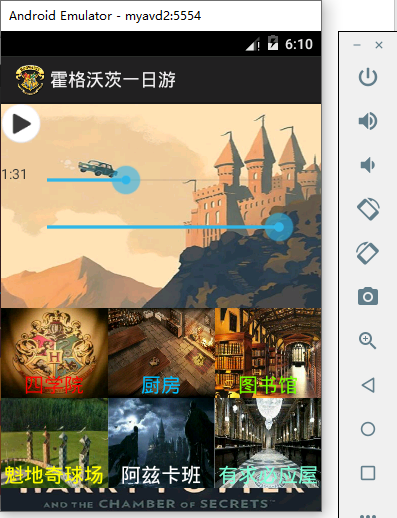 Android Emulator - myavd2:5554
6:10
霍格沃茨一日游
1:31
四学院
厨房
图书馆
魁地奇球场
阿兹卡班
有求必应屋
HARRY POTTER
AND THE CHAMBER OF SECRETS